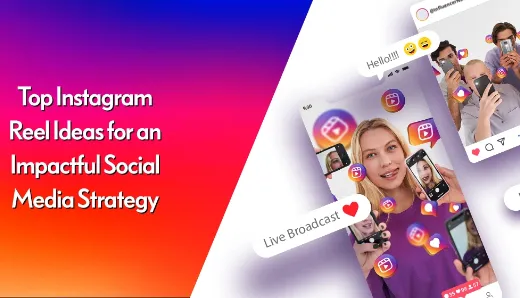 Top Instagram
Reel Ideas for an
Impactful Social
Media Strategy
Hello!!!!
Live Broadcast